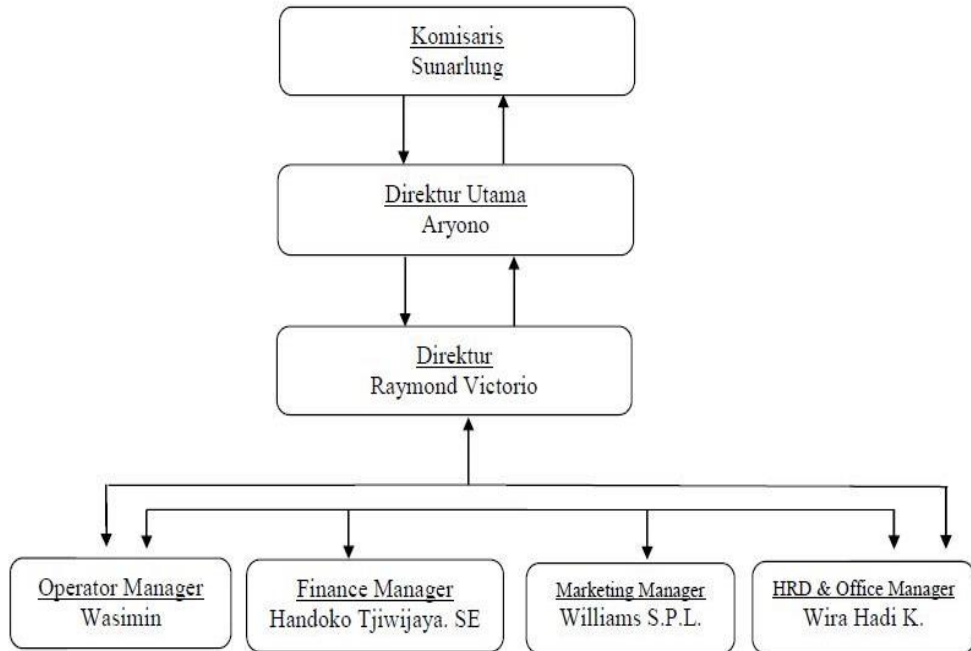 Komisaris
Sunarlung
Direktur Utama
Aryono
Direktur
Raymond Victorio
Operator Manager
Wasimin
Finance Manager
Handoko Tjiwijaya. SE
Marketing Manager
Williams S.P.L.
HRD & Office Manager
Wira Hadi K.